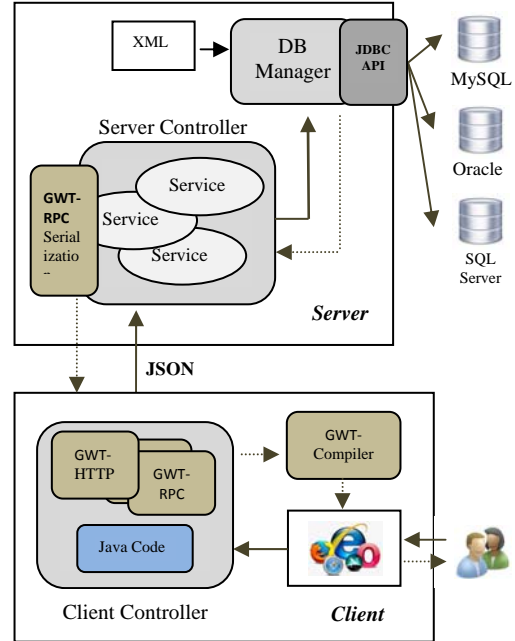 XML
DB
Manager
JDBC
API
MySQL
Oracle
SQL
Server
Server Controller
GWT-
RPC
Serial
izatio
Service
Service
Service
Server
JSON
GWT-
HTTP
GWT-
RPC
Java Code
GWT-
Compiler
Client Controller
Client